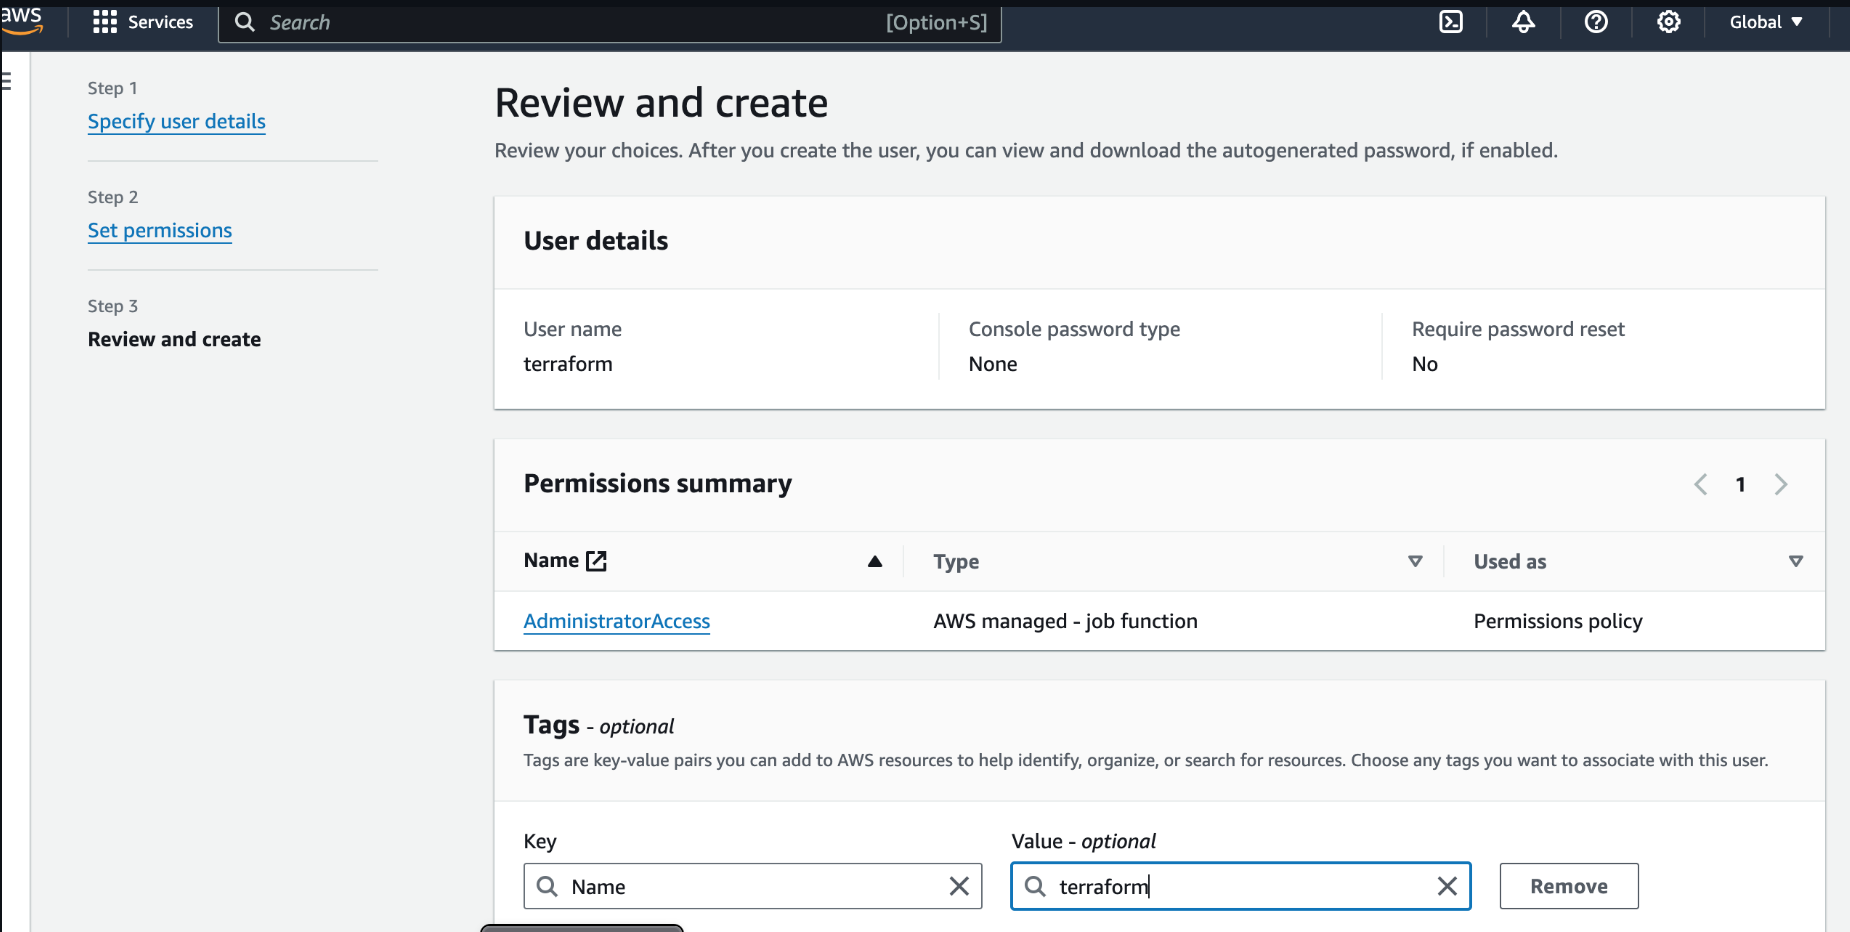 aws
Services
Search
[Option+S]
Global
Step 1
Specify user details
Step 2
Set permissions
Step 3
Review and create
Review and create
Review your choices. After you create the user, you can view and download the autogenerated password, if enabled.
User details
User name
terraform
Console password type
None
Require password reset
No
Permissions summary
1
Name
Type
Used as
AdministratorAccess
AWS managed - job function
Permissions policy
Tags - optional
Tags are key-value pairs you can add to AWS resources to help identify, organize, or search for resources. Choose any tags you want to associate with this user.
Key
Value - optional
Name
terraform
Remove